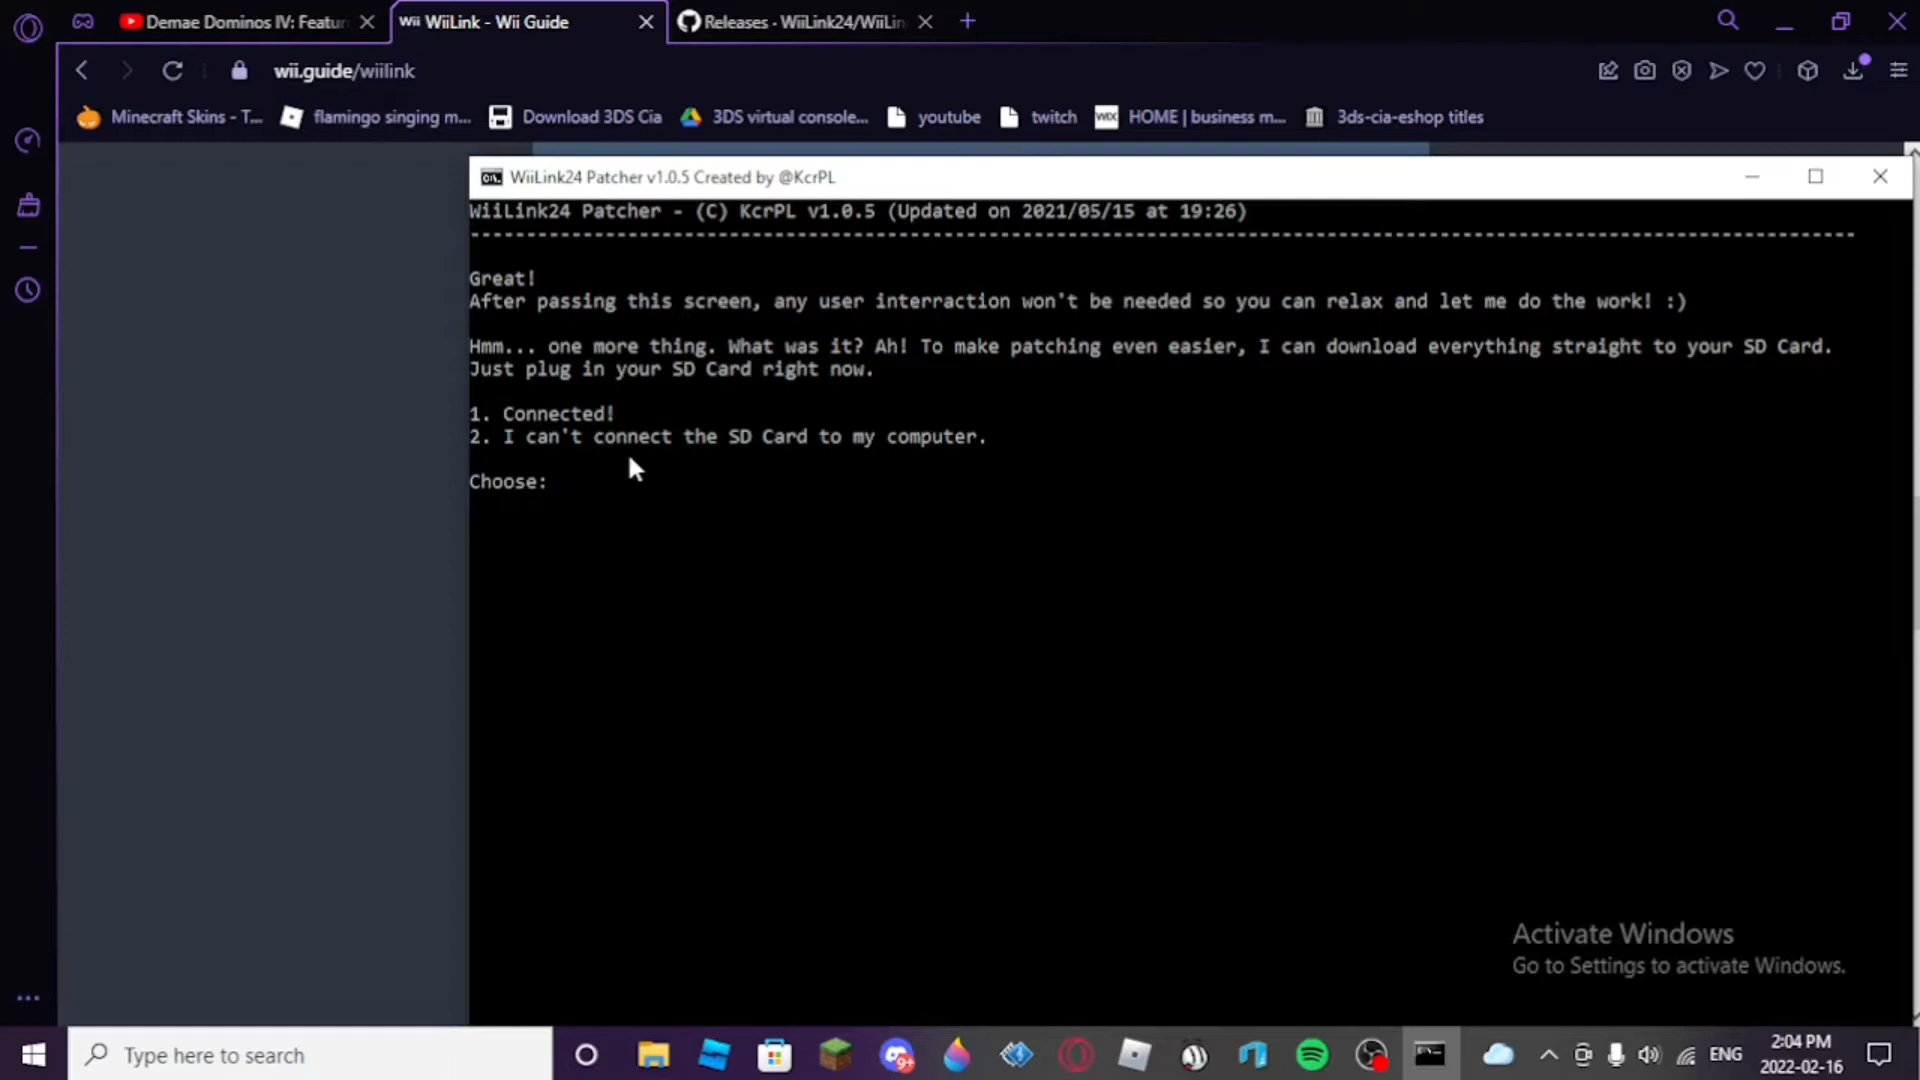 Demae Dominos IV: Featur
Wii WiiLink - Wii Guide
Releases · WiiLink24/WiiLin
wii.guide/wiilink
Minecraft Skins - T...
flamingo singing m...
Download 3DS Cia
3DS virtual console...
youtube
twitch
WIX HOME | business m...
3ds-cia-eshop titles
WiiLink24 Patcher v1.0.5 Created by @KcrPL
WiiLink24 Patcher - (C) KcrPL v1.0.5 (Updated on 2021/05/15 at 19:26)
Great!
After passing this screen, any user interraction won't be needed so you can relax and let me do the work! :)
Hmm... one more thing. What was it? Ah! To make patching even easier, I can download everything straight to your SD Card.
Just plug in your SD Card right now.
1. Connected!
2. I can't connect the SD Card to my computer.
Choose:
Activate Windows
Go to Settings to activate Windows.
Type here to search
9+
ENG
2:04 PM
2022-02-16